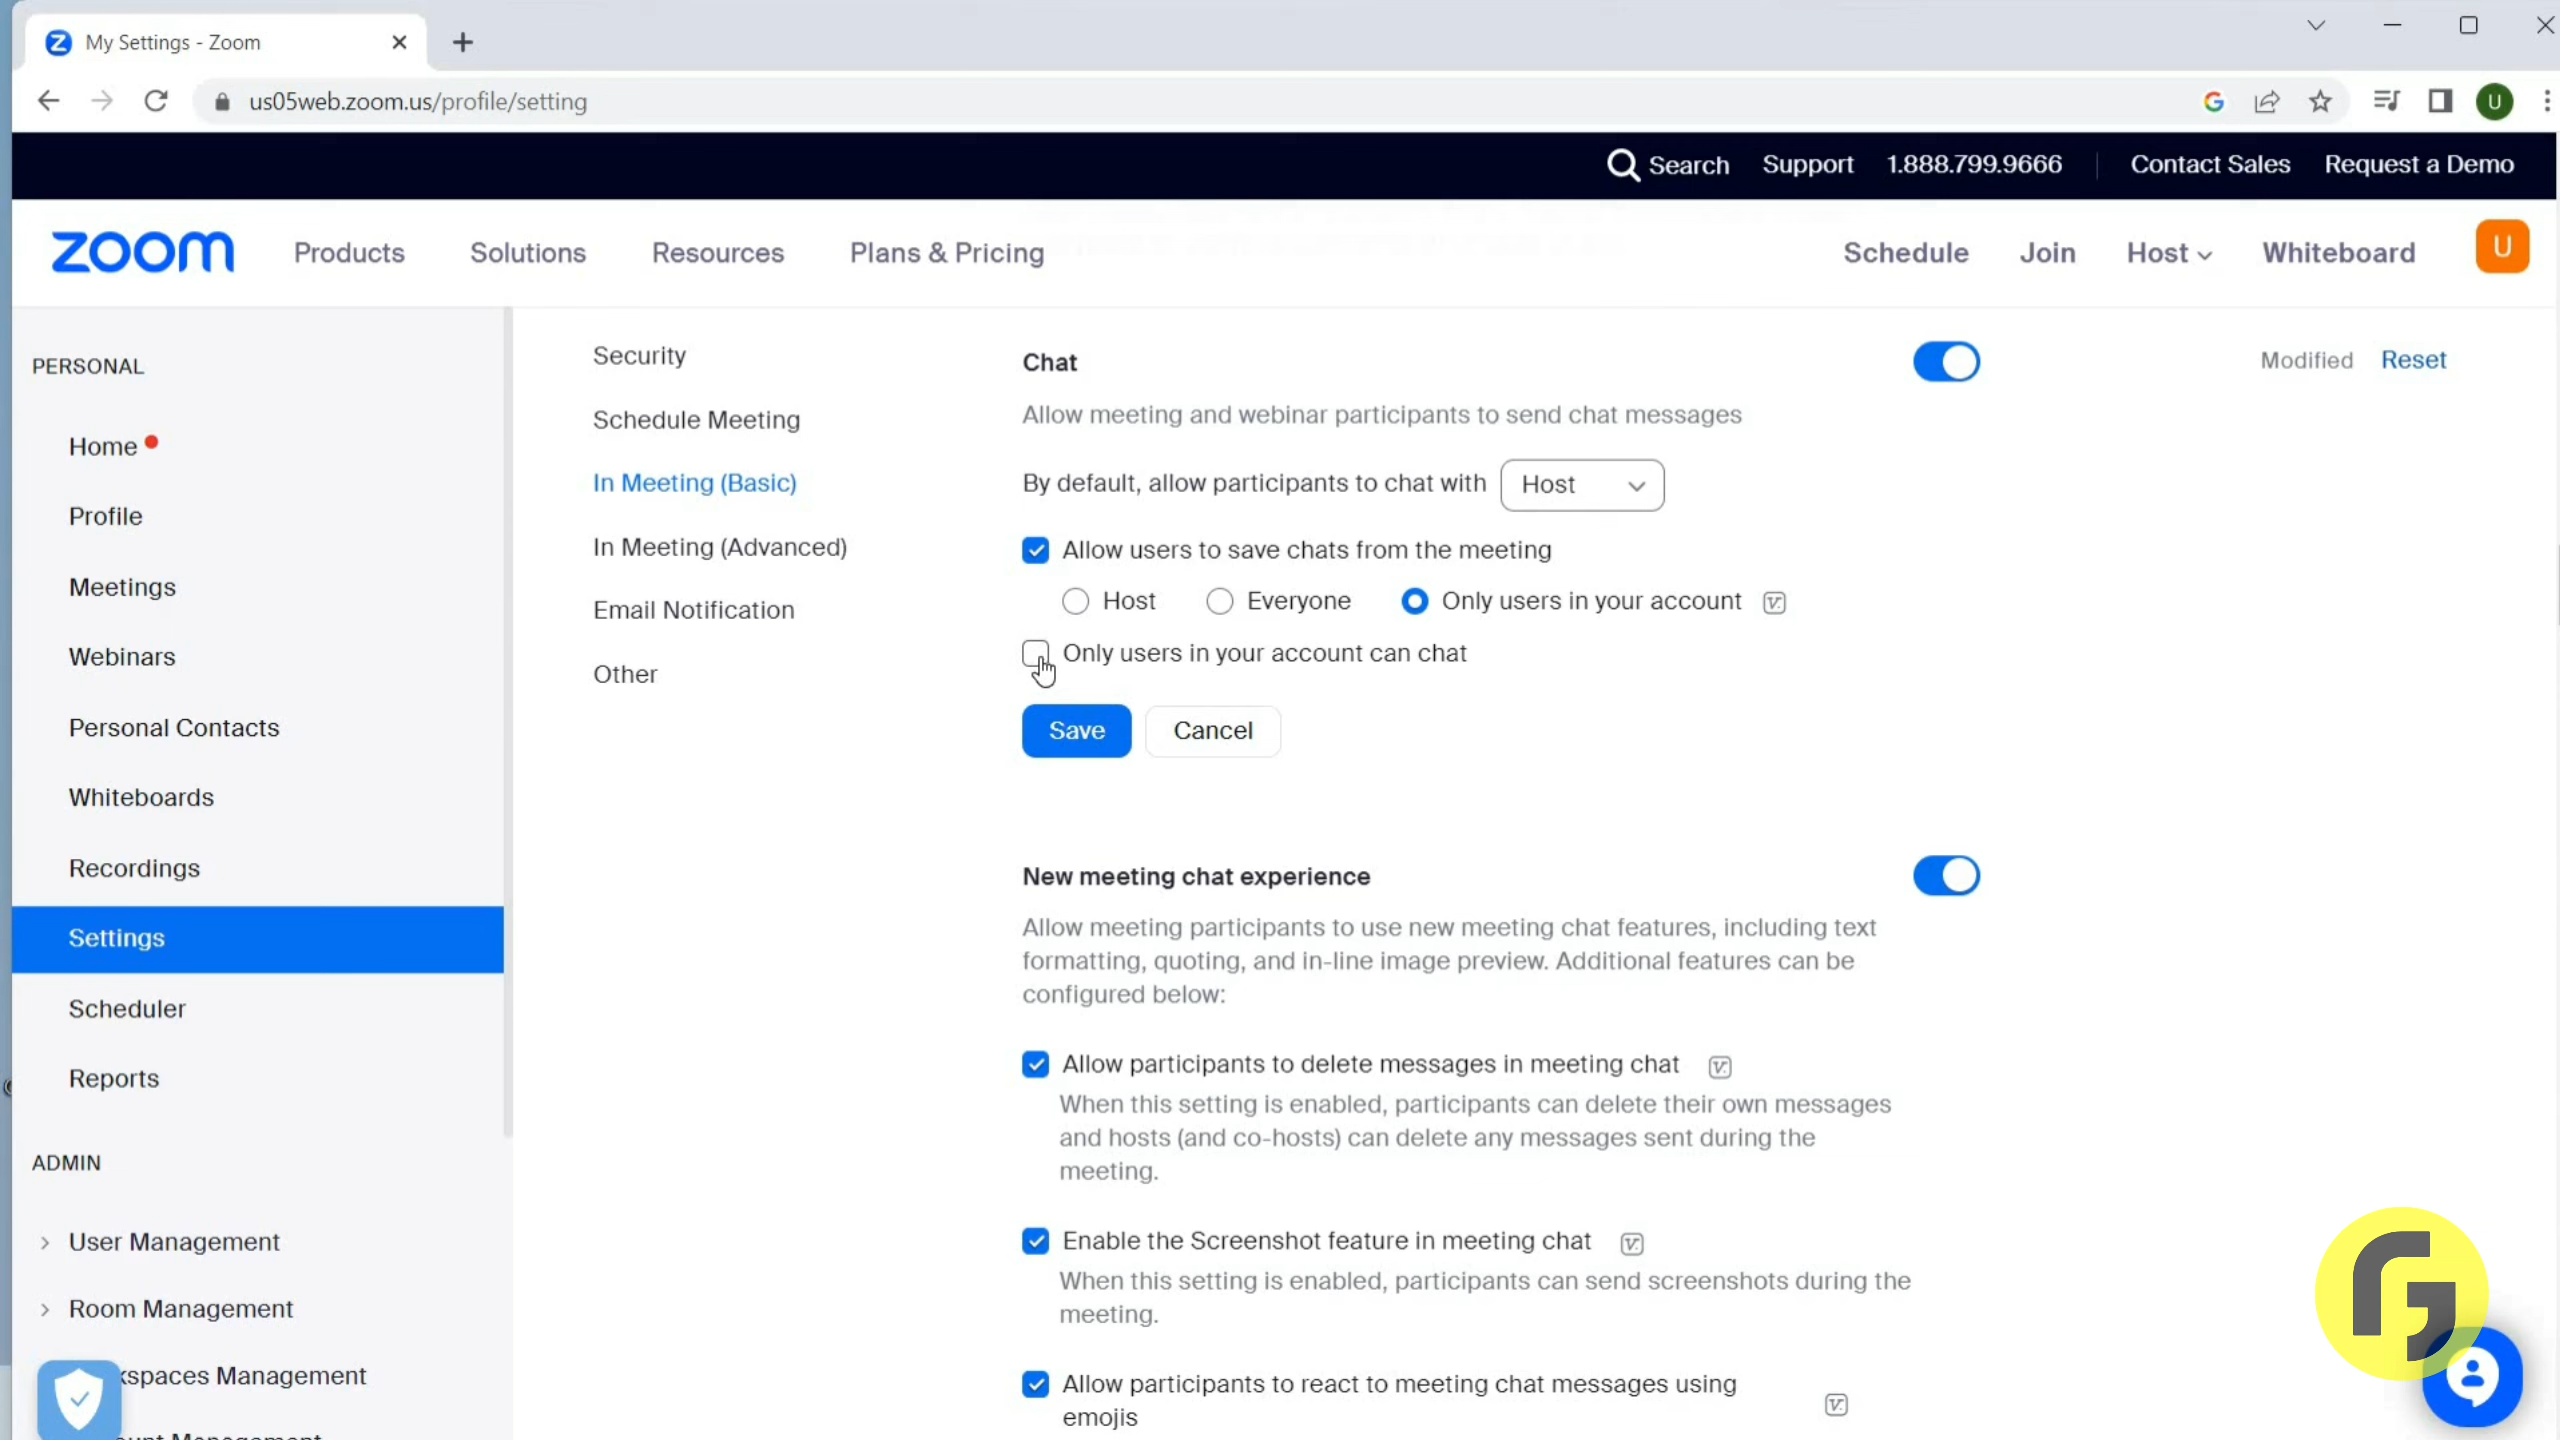 My Settings - Zoom
us05web.zoom.us/profile/setting
U
Search Support 1.888.799.9666 Contact Sales Request a Demo
zoom Products Solutions Resources Plans & Pricing Schedule Join Host Whiteboard U
PERSONAL
Home
Profile
Meetings
Webinars
Personal Contacts
Whiteboards
Recordings
Settings
Scheduler
Reports
ADMIN
User Management
Room Management
kspaces Management
Security
Schedule Meeting
In Meeting (Basic)
In Meeting (Advanced)
Email Notification
Other
Chat Modified Reset
Allow meeting and webinar participants to send chat messages
By default, allow participants to chat with Host
Allow users to save chats from the meeting
Host Everyone Only users in your account
Only users in your account can chat
Save Cancel
New meeting chat experience
Allow meeting participants to use new meeting chat features, including text
formatting, quoting, and in-line image preview. Additional features can be
configured below:
Allow participants to delete messages in meeting chat
When this setting is enabled, participants can delete their own messages
and hosts (and co-hosts) can delete any messages sent during the
meeting.
Enable the Screenshot feature in meeting chat
When this setting is enabled, participants can send screenshots during the
meeting.
Allow participants to react to meeting chat messages using
emojis